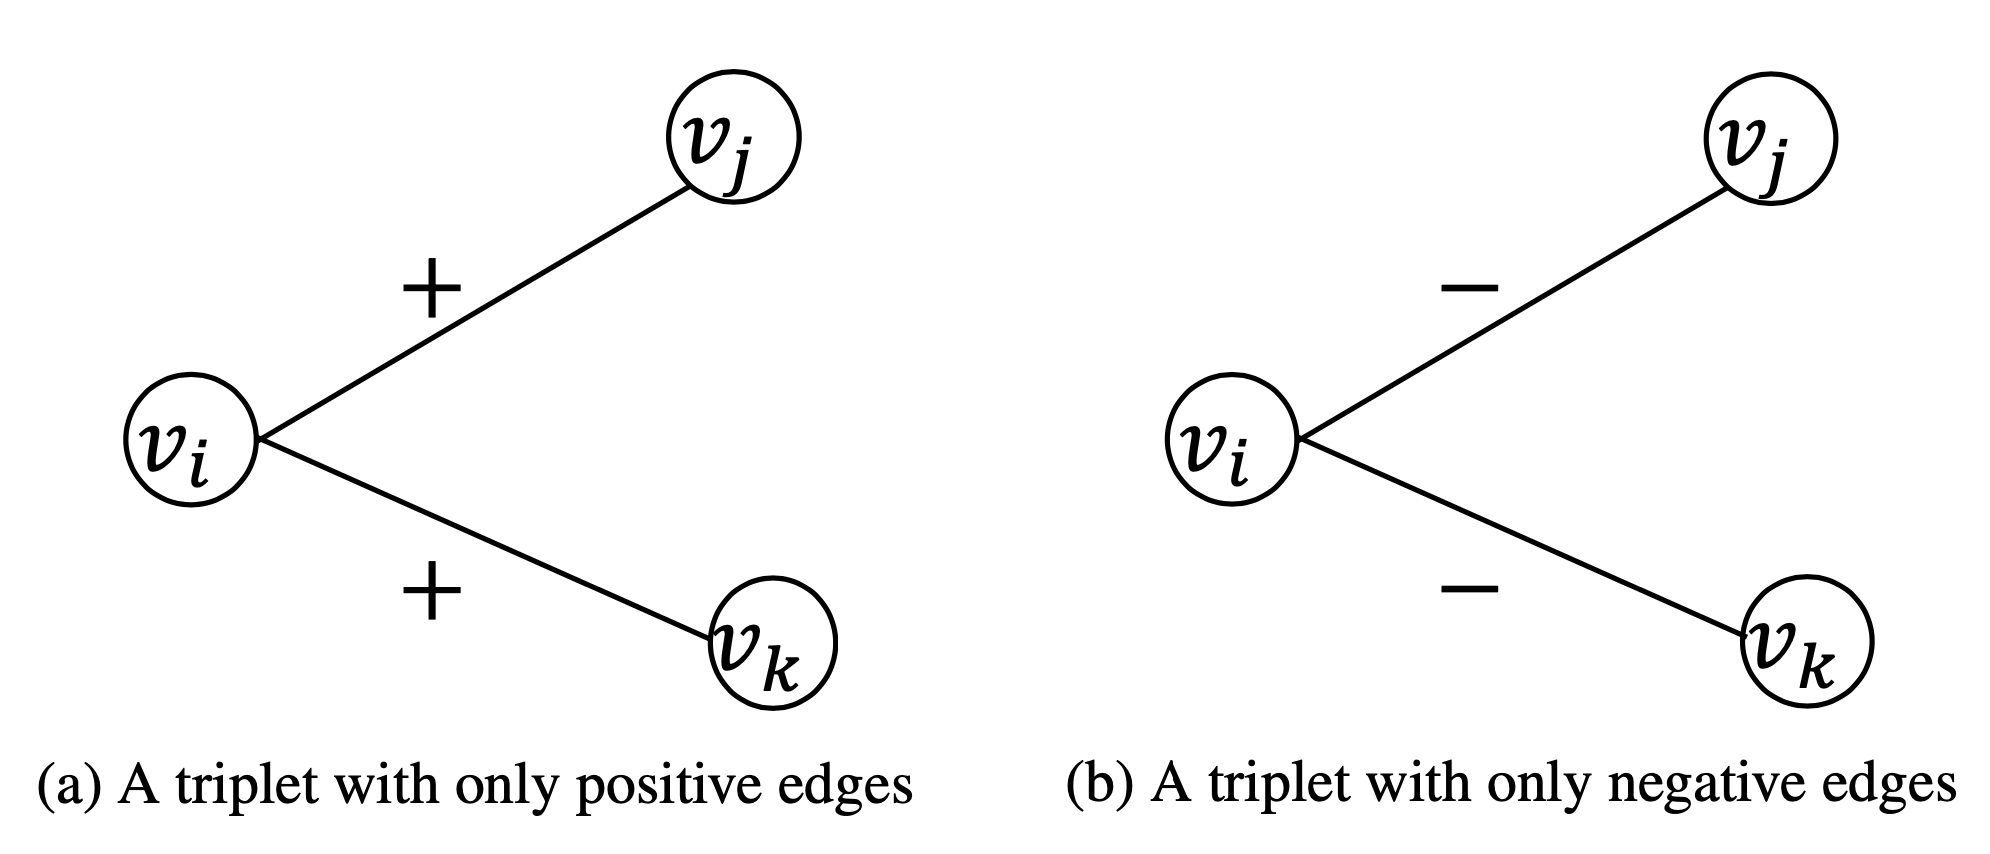 v_j
+
v_i
+
v_k
(a) A triplet with only positive edges
v_j
−
v_i
−
v_k
(b) A triplet with only negative edges